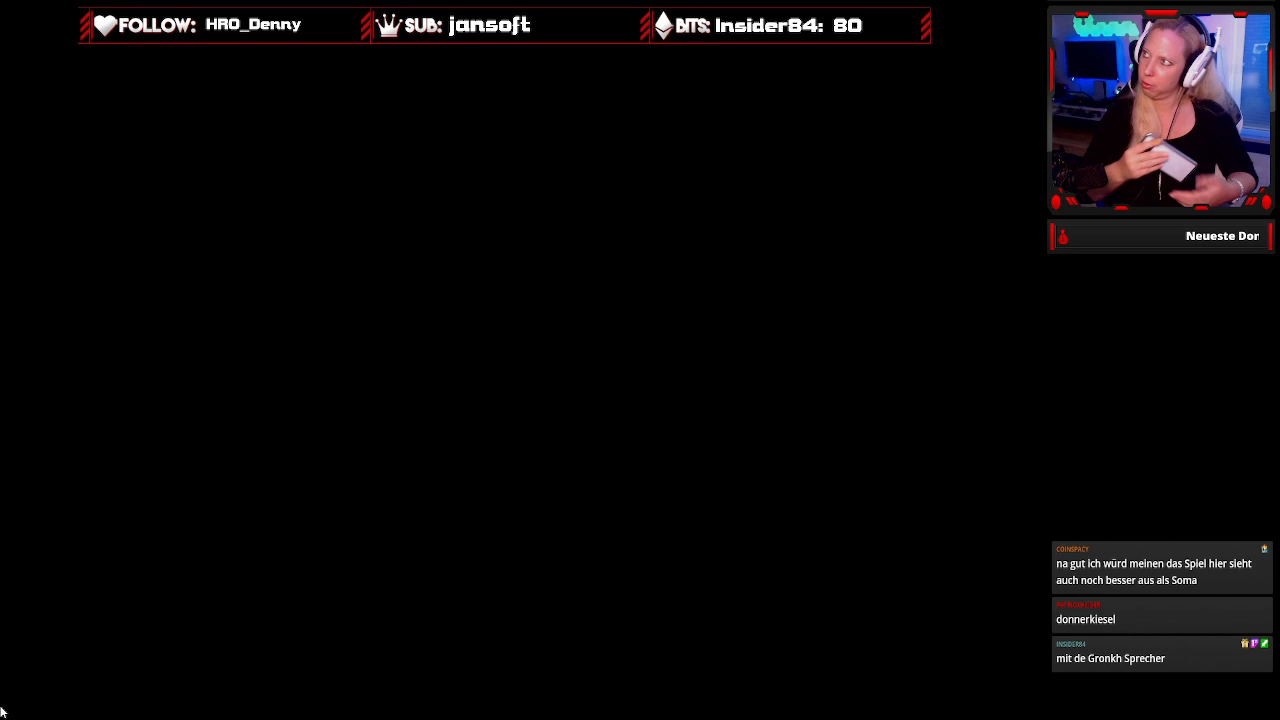 FOLLOW: HRO_Denny
SUB: jansoft
BITS: Insider84: 80
Neueste Don
COINSPACY
na gut ich würd meinen das Spiel hier sieht
auch noch besser aus als Soma
donnerkiesel
INSIDER84
mit de Gronkh Sprecher